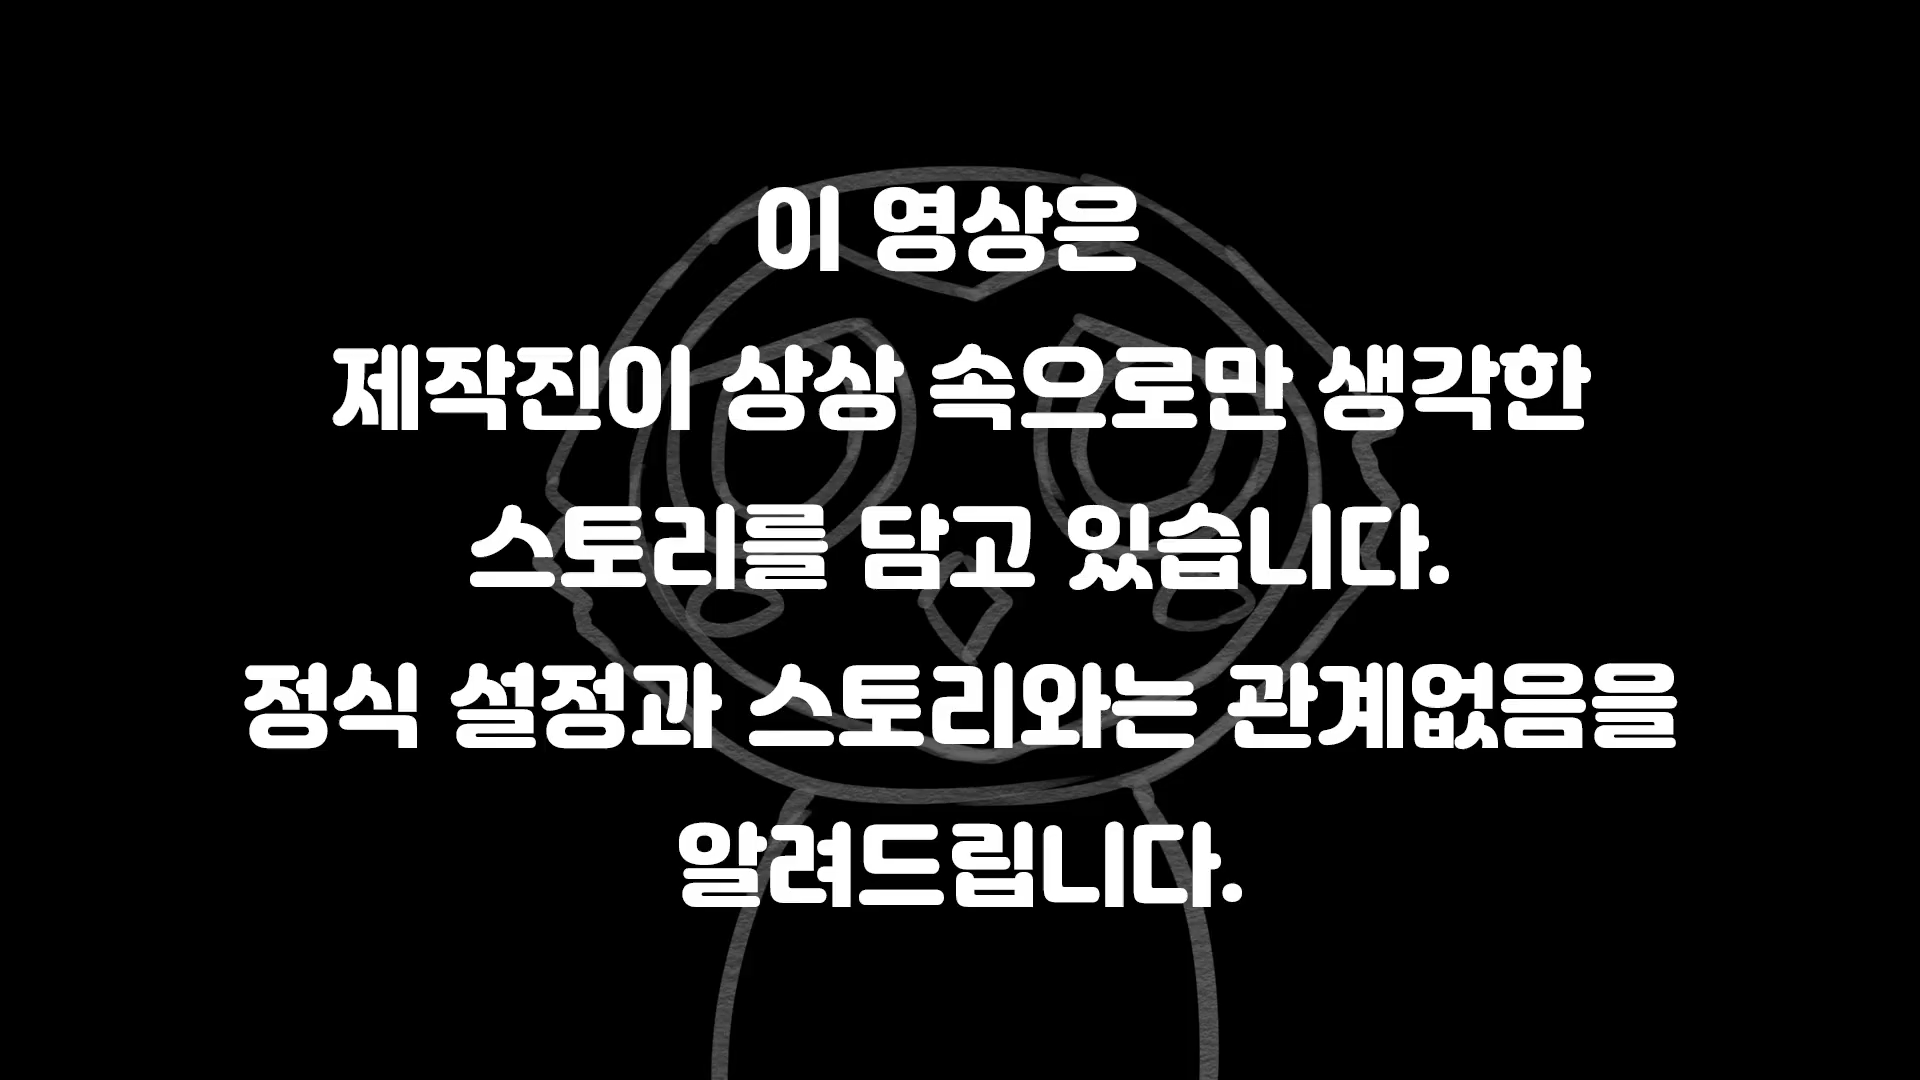 이 영상은
제작진이 상상 속으로만 생각한
스토리를 담고 있습니다.
정식 설정과 스토리와는 관계없음을
알려드립니다.